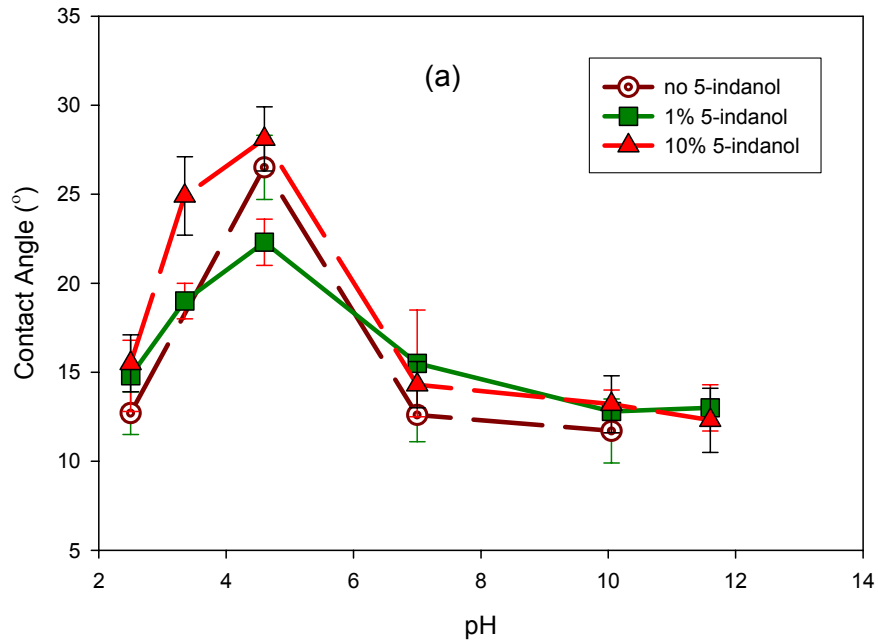 (a)
no 5-indanol
1% 5-indanol
10% 5-indanol
Contact Angle (º)
35
30
25
20
15
10
5
2 4 6 8 10 12 14
pH